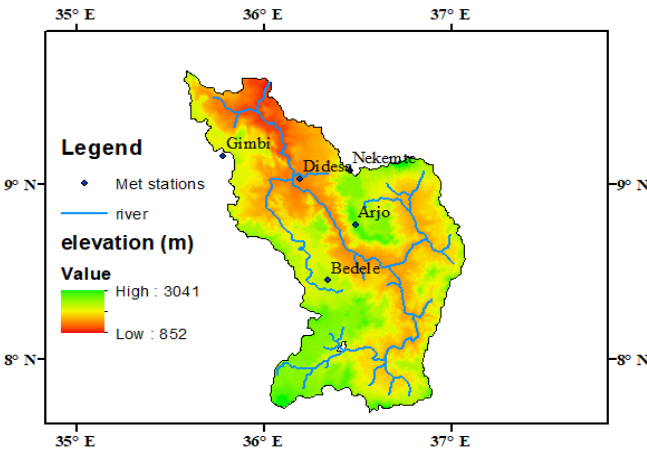 35° E 36° E 37° E
Legend
Met stations
river
elevation (m)
Value
High : 3041
Low : 852
Gimbi
Nekemte
Didesa
Arjo
Bedele
9° N 9° N
8° N 8° N
35° E 36° E 37° E